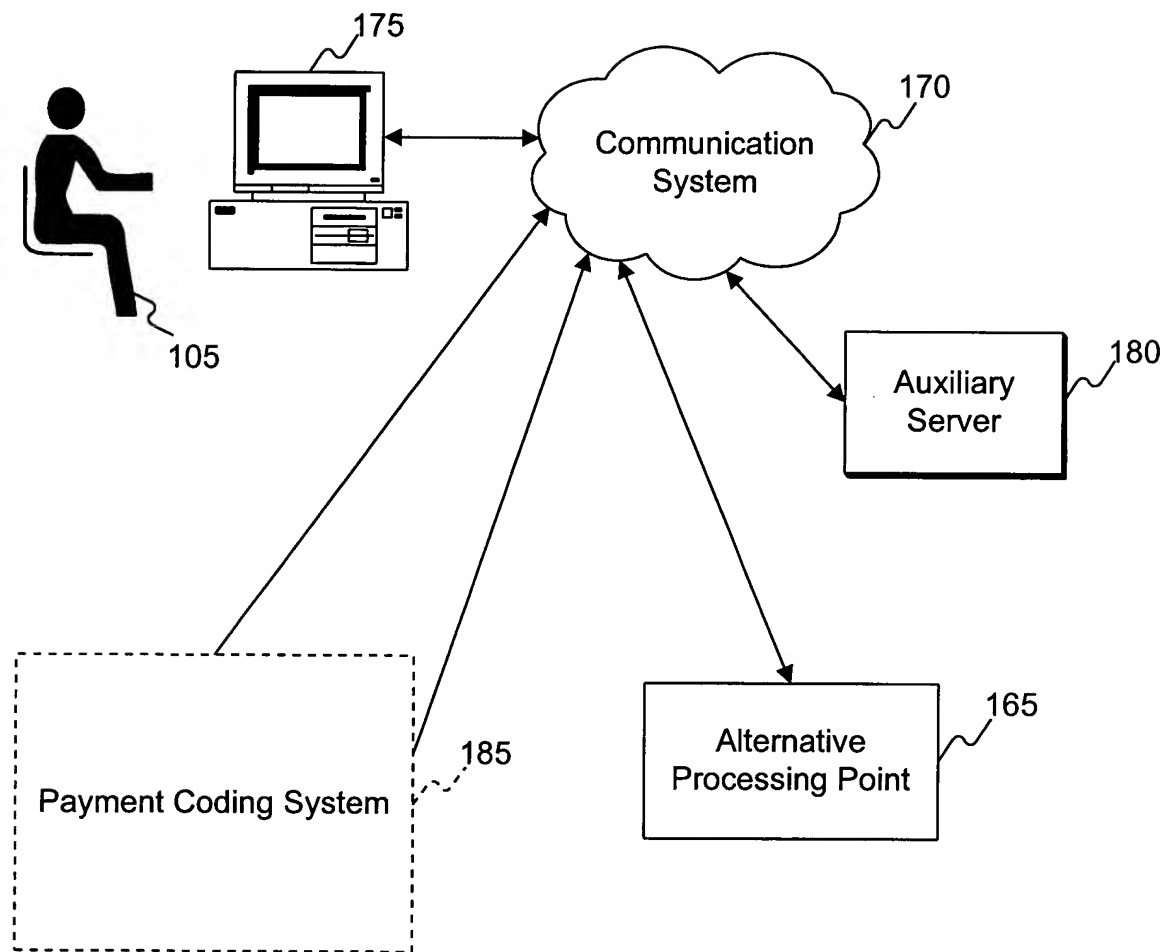 175
170
Communication
System
105
180
Auxiliary
Server
165
Alternative
Processing Point
185
Payment Coding System